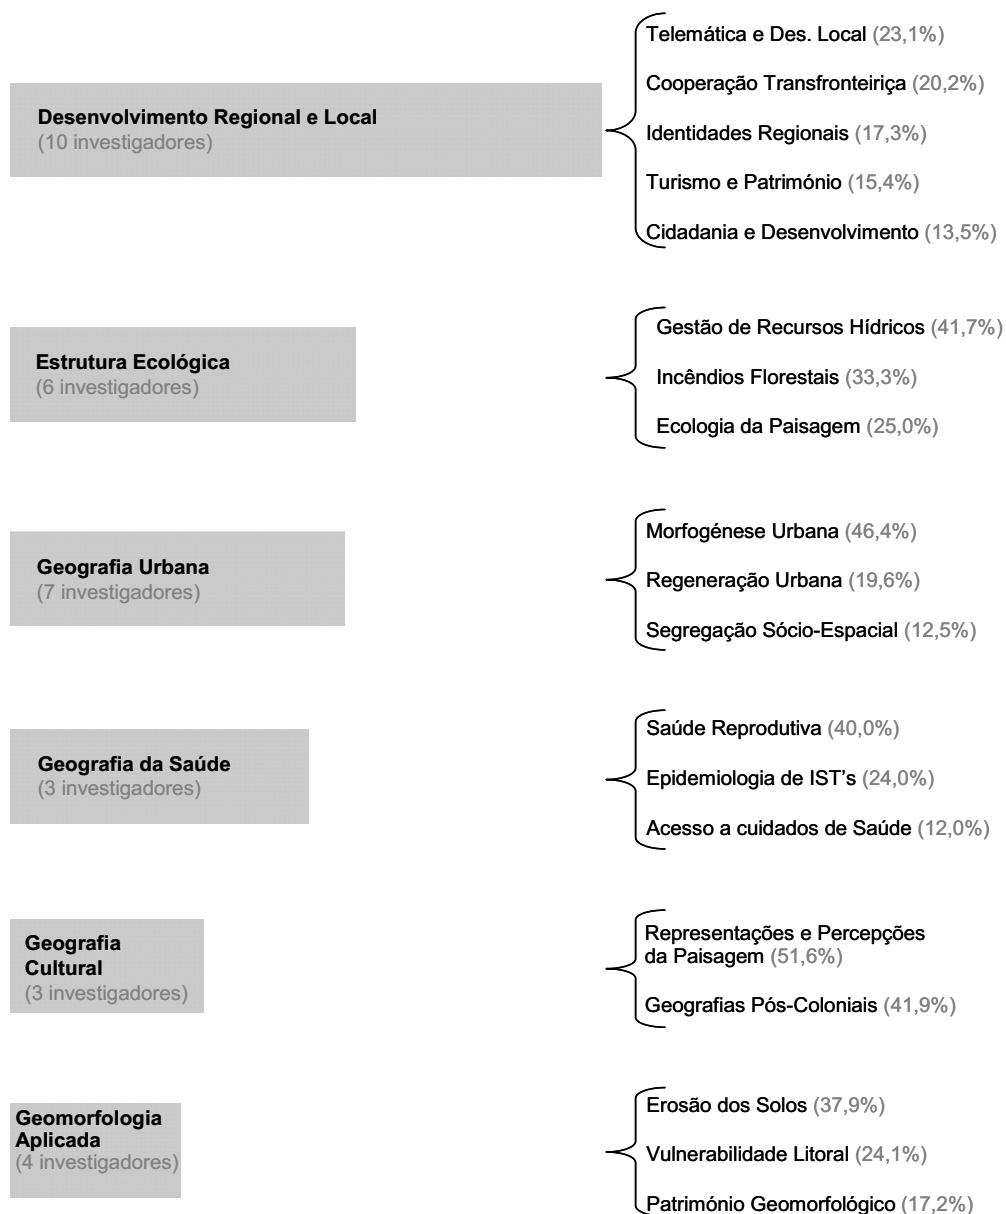 Telemática e Des. Local (23,1%)
Cooperação Transfronteiriça (20,2%)
Desenvolvimento Regional e Local
(10 investigadores)
Identidades Regionais (17,3%)
Turismo e Património (15,4%)
Cidadania e Desenvolvimento (13,5%)
Gestão de Recursos Hídricos (41,7%)
Estrutura Ecológica
(6 investigadores)
Incêndios Florestais (33,3%)
Ecologia da Paisagem (25,0%)
Morfogénese Urbana (46,4%)
Geografia Urbana
(7 investigadores)
Regeneração Urbana (19,6%)
Segregação Sócio-Espacial (12,5%)
Saúde Reprodutiva (40,0%)
Geografia da Saúde
(3 investigadores)
Epidemiologia de IST's (24,0%)
Acesso a cuidados de Saúde (12,0%)
Geografia
Cultural
(3 investigadores)
Representações e Percepções
da Paisagem (51,6%)
Geografias Pós-Coloniais (41,9%)
Geomorfologia
Aplicada
(4 investigadores)
Erosão dos Solos (37,9%)
Vulnerabilidade Litoral (24,1%)
Património Geomorfológico (17,2%)